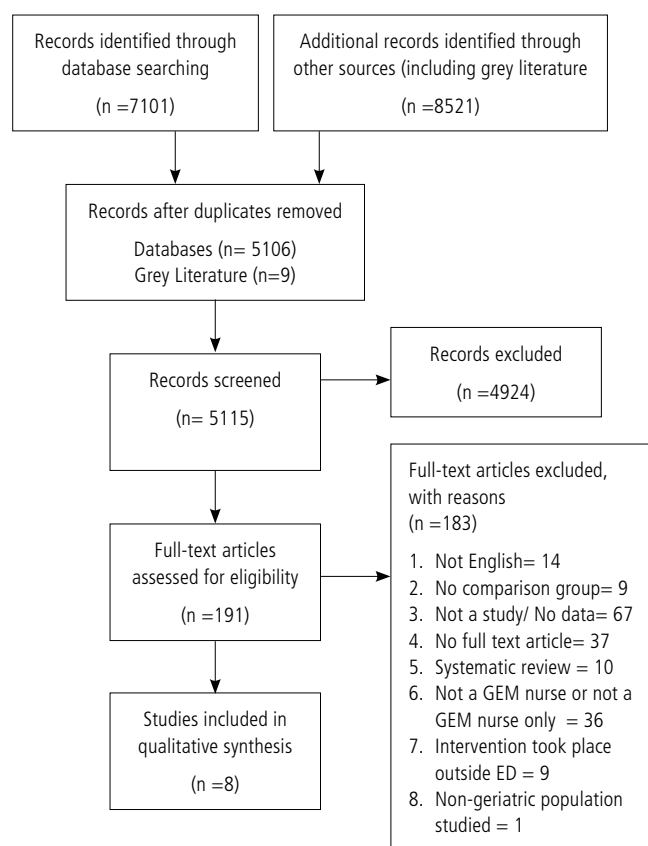 Records identified through
database searching
(n =7101)
Additional records identified through
other sources (including grey literature
(n =8521)
Records after duplicates removed
Databases (n= 5106)
Grey Literature (n=9)
Records screened
(n= 5115)
Records excluded
(n =4924)
Full-text articles
assessed for eligibility
(n =191)
Full-text articles excluded,
with reasons
(n =183)
1. Not English= 14
2. No comparison group= 9
3. Not a study/ No data= 67
4. No full text article= 37
5. Systematic review = 10
6. Not a GEM nurse or not a
GEM nurse only = 36
7. Intervention took place
outside ED = 9
8. Non-geriatric population
studied = 1
Studies included in
qualitative synthesis
(n =8)